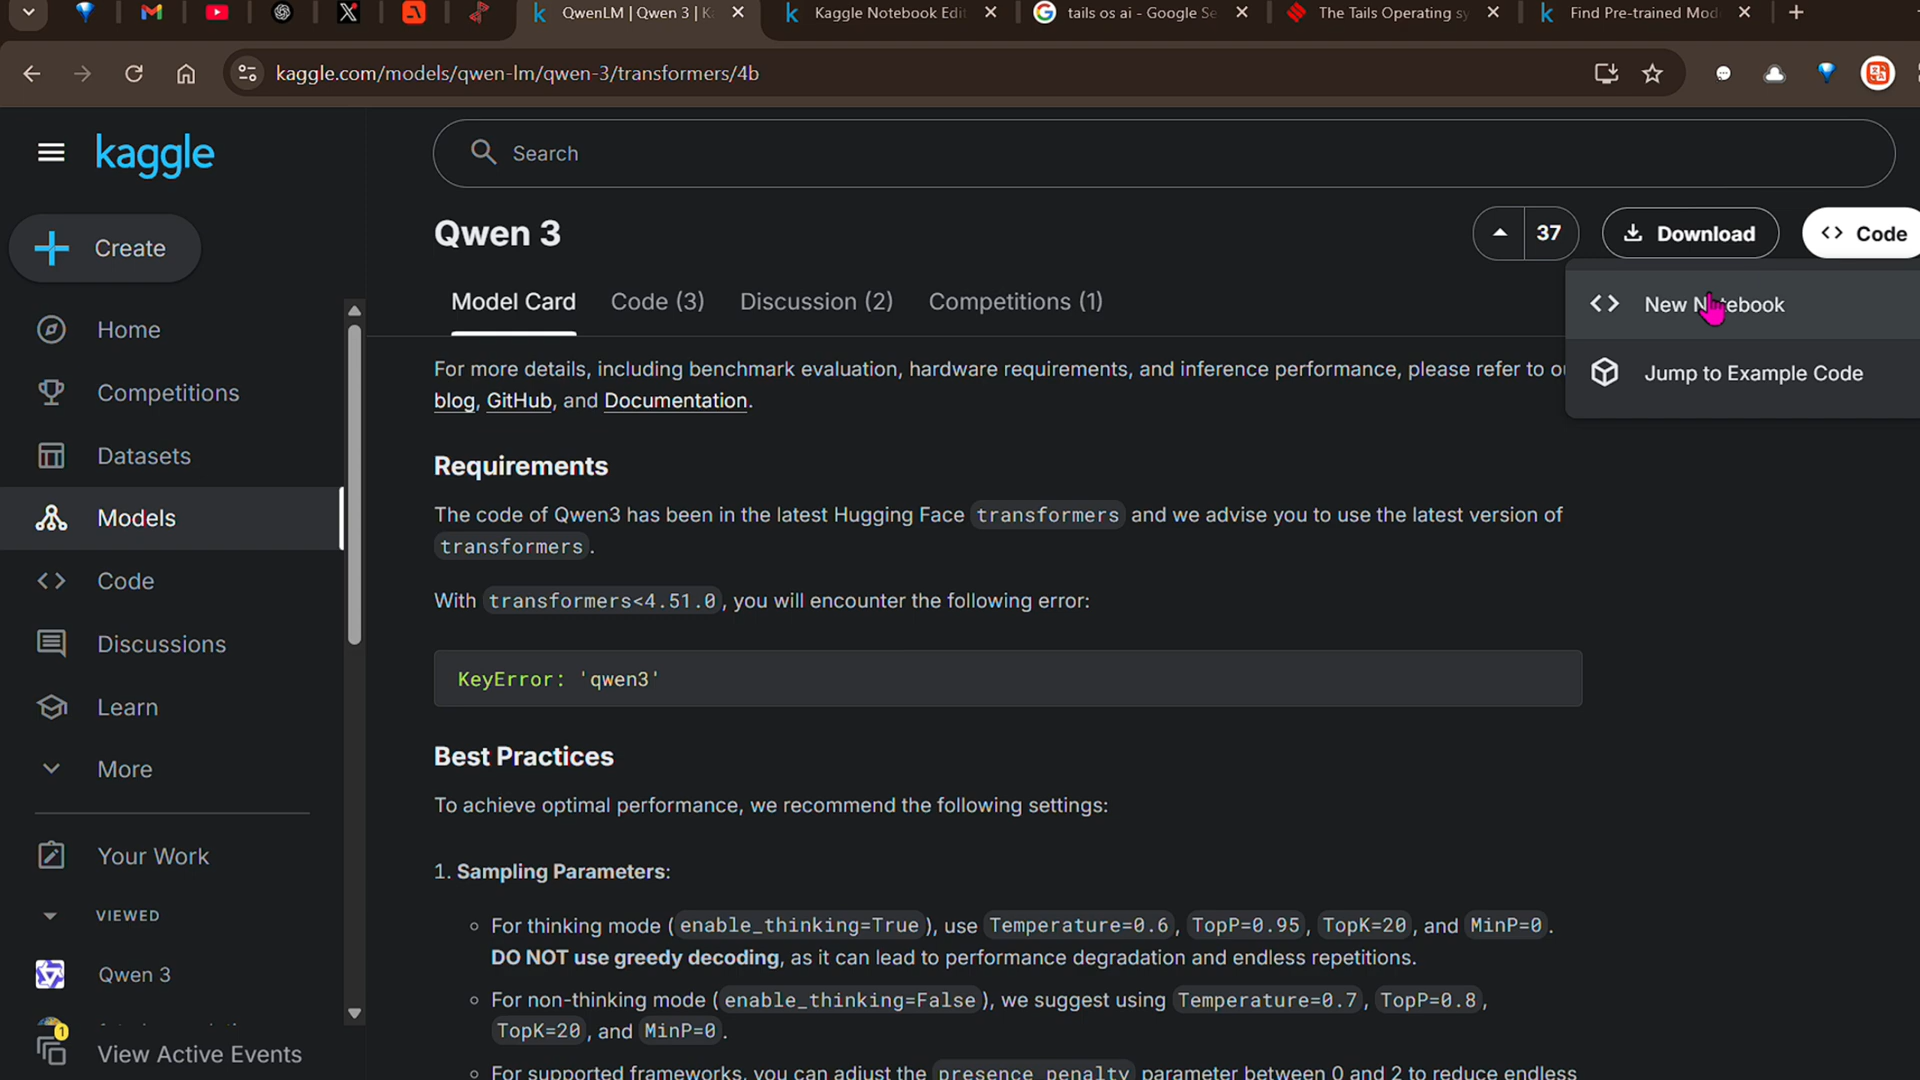 QwenLM | Qwen 3 | K
Kaggle Notebook Edit
tails os ai - Google Se
The Tails Operating sy
Find Pre-trained Mod
kaggle.com/models/qwen-lm/qwen-3/transformers/4b
kaggle
Search
Create
Qwen 3
37
Download
<> Code
Model Card
Code (3)
Discussion (2)
Competitions (1)
<> New Notebook
Jump to Example Code
Home
Competitions
Datasets
Models
<> Code
Discussions
Learn
More
Your Work
VIEWED
Qwen 3
1
View Active Events
For more details, including benchmark evaluation, hardware requirements, and inference performance, please refer to
blog, GitHub, and Documentation.
Requirements
The code of Qwen3 has been in the latest Hugging Face transformers and we advise you to use the latest version of
transformers.
With transformers<4.51.0, you will encounter the following error:
KeyError: 'qwen3'
Best Practices
To achieve optimal performance, we recommend the following settings:
1. Sampling Parameters:
For thinking mode (enable_thinking=True), use Temperature=0.6, TopP=0.95, TopK=20, and MinP=0.
DO NOT use greedy decoding, as it can lead to performance degradation and endless repetitions.
For non-thinking mode (enable_thinking=False), we suggest using Temperature=0.7, TopP=0.8,
TopK=20, and MinP=0.
For supported frameworks, you can adjust the presence_penalty parameter between 0 and 2 to reduce endless